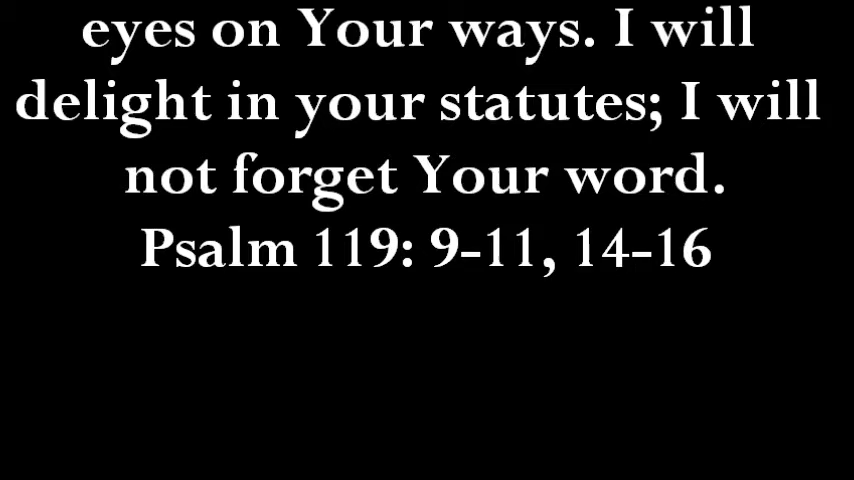 eyes on Your ways. I will
delight in your statutes; I will
not forget Your word.
Psalm 119: 9-11, 14-16